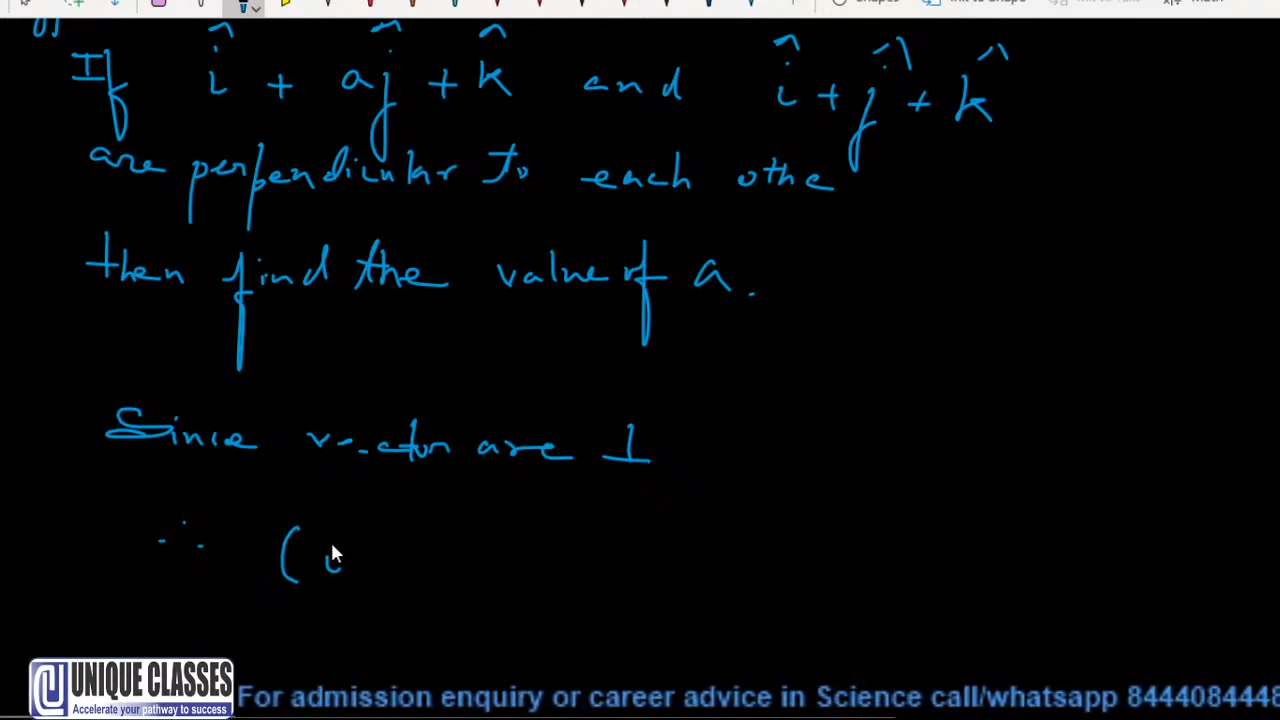 If î + aĵ + k̂ and î + ĵ + k̂
are perpendicular to each othe
then find the value of a.
Since vector are ⊥
∴ ( i
UNIQUE CLASSES
Accelerate your pathway to success
For admission enquiry or career advice in Science call/whatsapp 8444084448